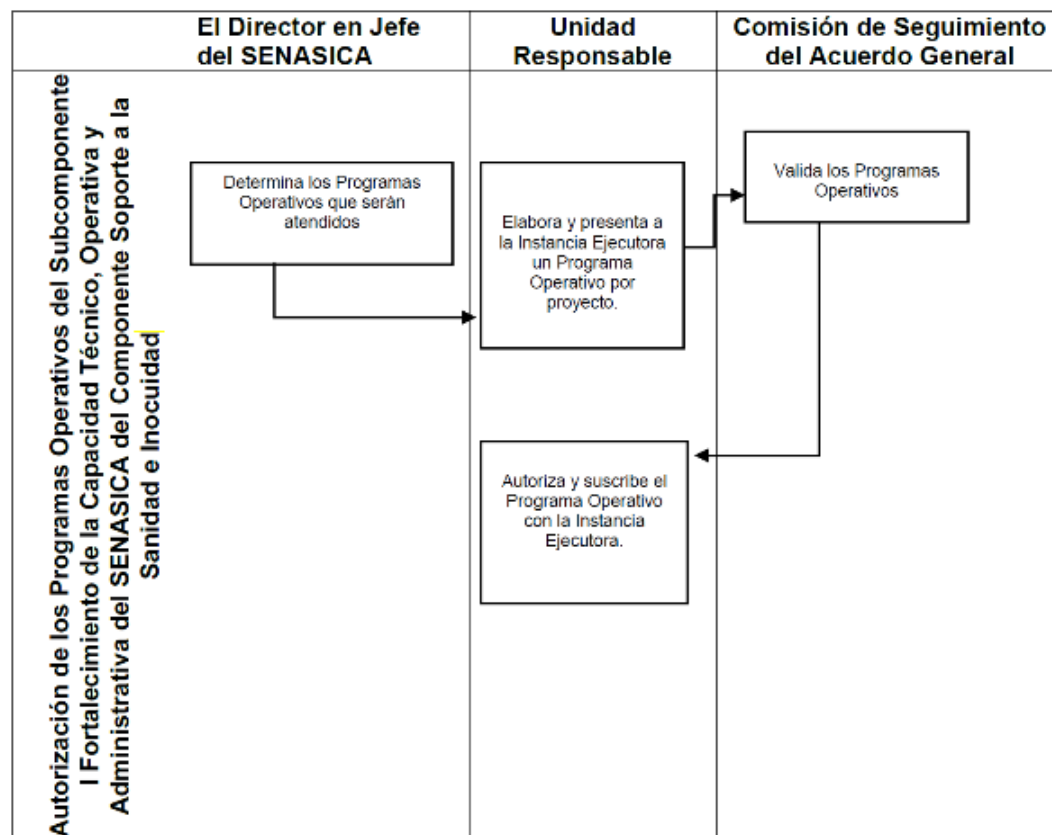 El Director en Jefe
del SENASICA
Unidad
Responsable
Comisión de Seguimiento
del Acuerdo General
Autorización de los Programas Operativos del Subcomponente
I Fortalecimiento de la Capacidad Técnico, Operativa y
Administrativa del SENASICA del Componente Soporte a la
Sanidad e Inocuidad
Determina los Programas
Operativos que serán
atendidos
Elabora y presenta a
la Instancia Ejecutora
un Programa
Operativo por
proyecto.
Valida los Programas
Operativos
Autoriza y suscribe el
Programa Operativo
con la Instancia
Ejecutora.